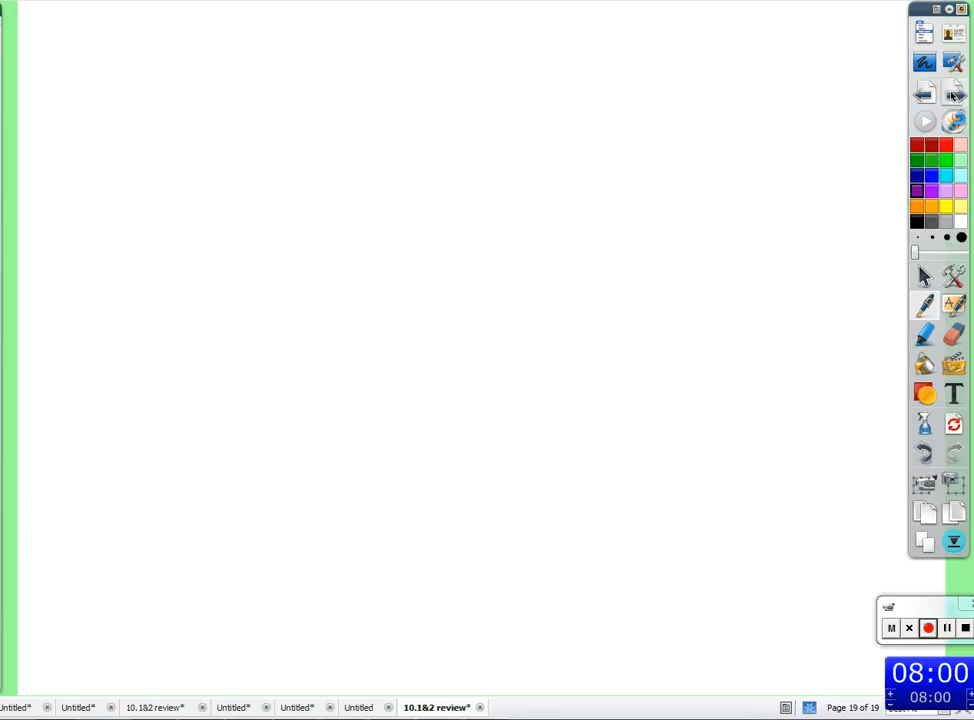 08:00
08:00
Untitled* Untitled* 10.1&2 review* Untitled* Untitled* Untitled 10.1&2 review* Page 19 of 19
M
T